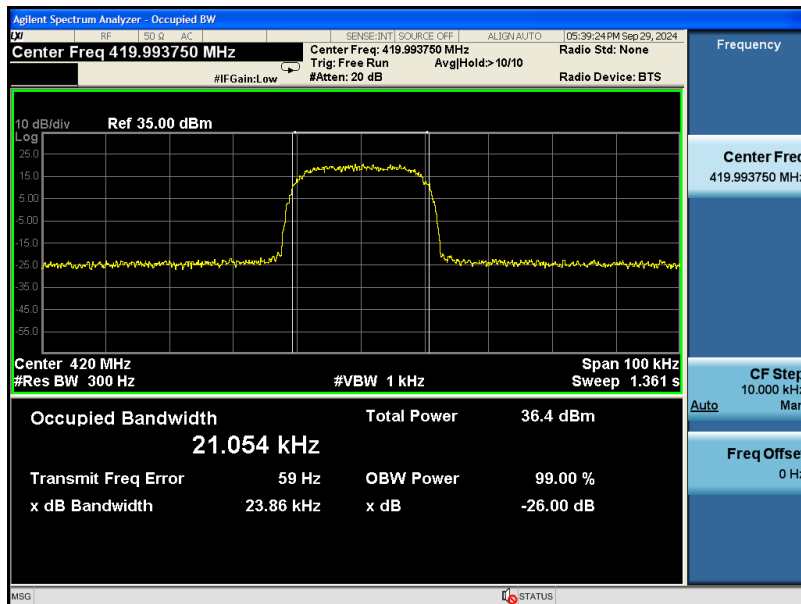 Agilent Spectrum Analyzer - Occupied BW
LXI RF 50 Ω AC SENSE:INT SOURCE OFF ALIGN AUTO 05:39:24 PM Sep 29, 2024
Center Freq 419.993750 MHz
Center Freq: 419.993750 MHz
Radio Std: None
Trig: Free Run Avg|Hold:> 10/10
#IFGain:Low
#Atten: 20 dB
Radio Device: BTS
10 dB/div Ref 35.00 dBm
Log
25.0
15.0
5.00
-5.00
-15.0
-25.0
-35.0
-45.0
-55.0
Center 420 MHz Span 100 kHz
#Res BW 300 Hz #VBW 1 kHz Sweep 1.361 s
Occupied Bandwidth Total Power 36.4 dBm
21.054 kHz
Transmit Freq Error 59 Hz OBW Power 99.00 %
x dB Bandwidth 23.86 kHz x dB -26.00 dB
MSG STATUS
Frequency
Center Freq
419.993750 MHz
CF Step
10.000 kHz
Auto Man
Freq Offset
0 Hz